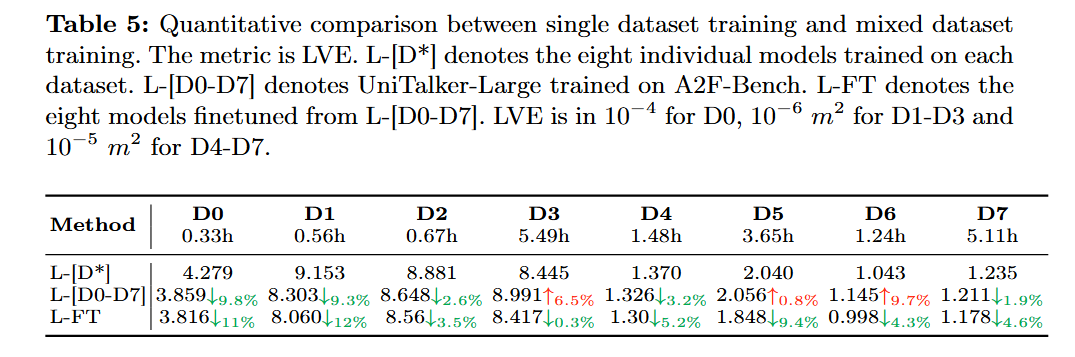 Table 5: Quantitative comparison between single dataset training and mixed dataset
training. The metric is LVE. L-[D*] denotes the eight individual models trained on each
dataset. L-[D0-D7] denotes UniTalker-Large trained on A2F-Bench. L-FT denotes the
eight models finetuned from L-[D0-D7]. LVE is in 10⁻⁴ for D0, 10⁻⁶ m² for D1-D3 and
10⁻⁵ m² for D4-D7.
Method D0 D1 D2 D3 D4 D5 D6 D7
0.33h 0.56h 0.67h 5.49h 1.48h 3.65h 1.24h 5.11h
L-[D*] 4.279 9.153 8.881 8.445 1.370 2.040 1.043 1.235
L-[D0-D7] 3.859↓9.8% 8.303↓9.3% 8.648↓2.6% 8.991↑6.5% 1.326↓3.2% 2.056↑0.8% 1.145↑9.7% 1.211↓1.9%
L-FT 3.816↓11% 8.060↓12% 8.56↓3.5% 8.417↓0.3% 1.30↓5.2% 1.848↓9.4% 0.998↓4.3% 1.178↓4.6%